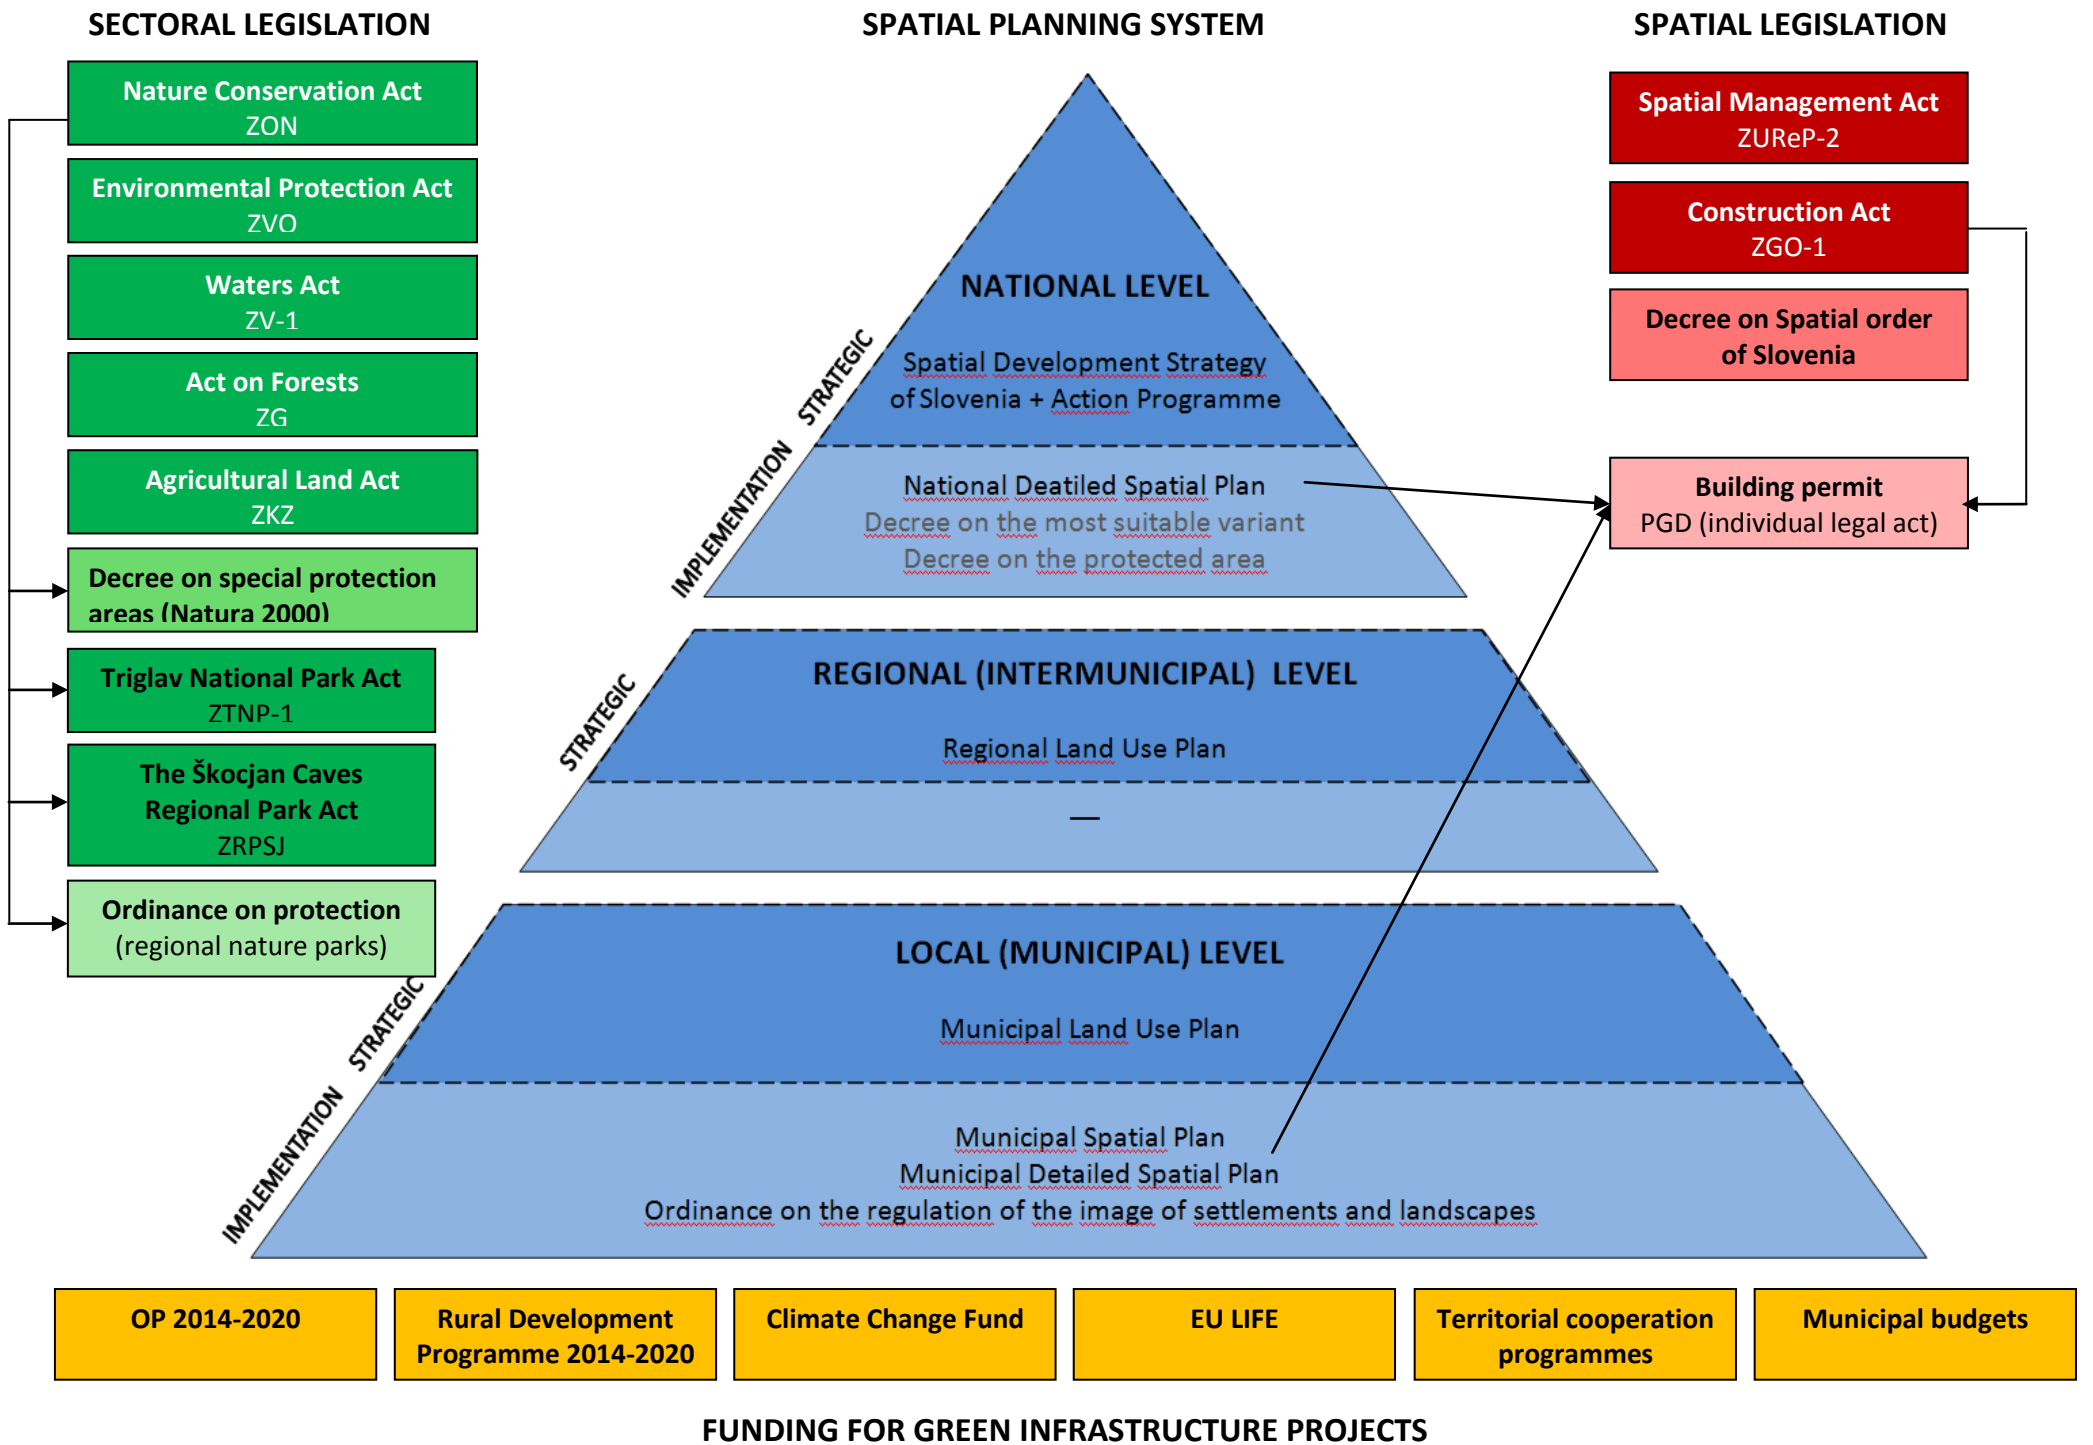 SECTORAL LEGISLATION
Nature Conservation Act
ZON
Environmental Protection Act
ZVO
Waters Act
ZV-1
Act on Forests
ZG
Agricultural Land Act
ZKZ
Decree on special protection
areas (Natura 2000)
Triglav National Park Act
ZTNP-1
The Škocjan Caves
Regional Park Act
ZRPSJ
Ordinance on protection
(regional nature parks)
SPATIAL PLANNING SYSTEM
NATIONAL LEVEL
STRATEGIC
Spatial Development Strategy
of Slovenia + Action Programme
IMPLEMENTATION
National Deatiled Spatial Plan
Decree on the most suitable variant
Decree on the protected area
REGIONAL (INTERMUNICIPAL) LEVEL
STRATEGIC
Regional Land Use Plan
—
LOCAL (MUNICIPAL) LEVEL
STRATEGIC
Municipal Land Use Plan
IMPLEMENTATION
Municipal Spatial Plan
Municipal Detailed Spatial Plan
Ordinance on the regulation of the image of settlements and landscapes
SPATIAL LEGISLATION
Spatial Management Act
ZUReP-2
Construction Act
ZGO-1
Decree on Spatial order
of Slovenia
Building permit
PGD (individual legal act)
OP 2014-2020
Rural Development
Programme 2014-2020
Climate Change Fund
EU LIFE
Territorial cooperation
programmes
Municipal budgets
FUNDING FOR GREEN INFRASTRUCTURE PROJECTS